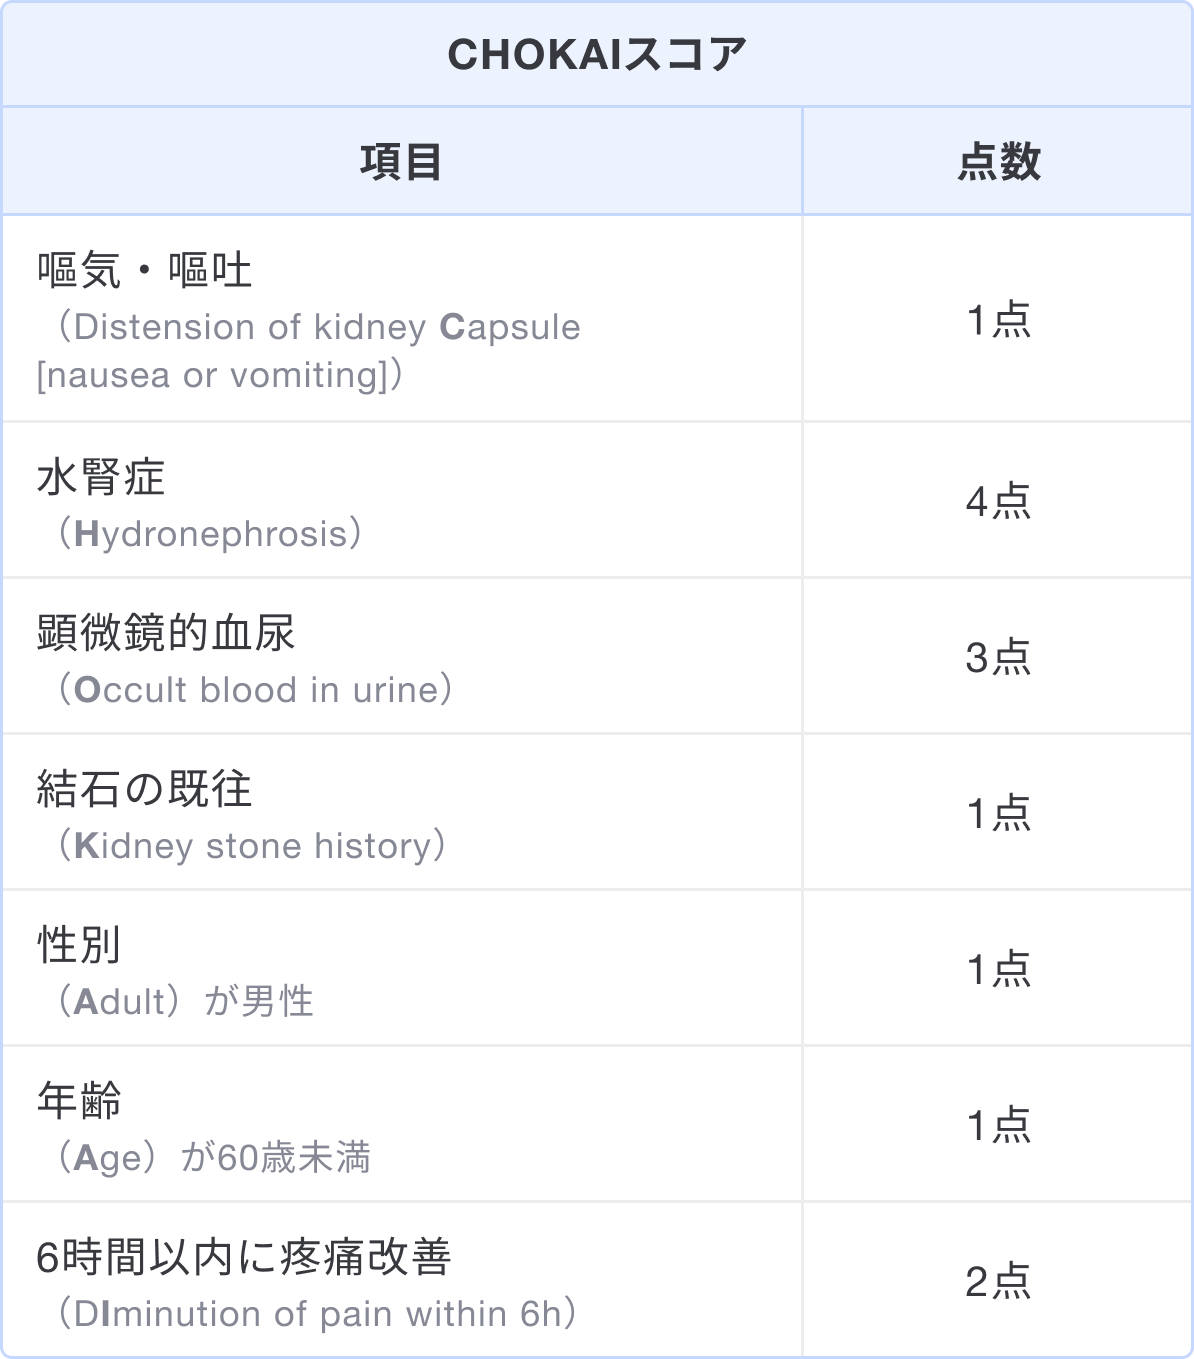 CHOKAIスコア
項目
点数
嘔気・嘔吐
（Distension of kidney Capsule
[nausea or vomiting]）
1点
水腎症
（Hydronephrosis）
4点
顕微鏡的血尿
（Occult blood in urine）
3点
結石の既往
（Kidney stone history）
1点
性別
（Adult）が男性
1点
年齢
（Age）が60歳未満
1点
6時間以内に疼痛改善
（DIminution of pain within 6h）
2点